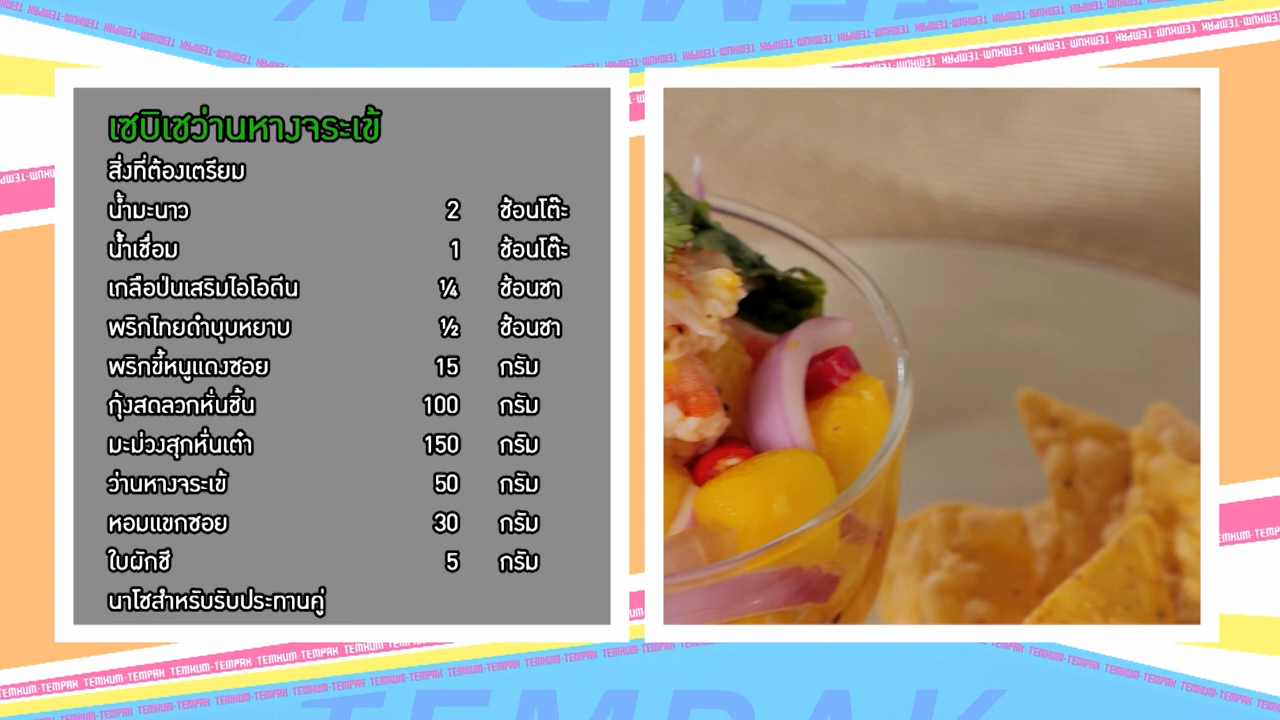 เซบิเชว่านหางจระเข้
สิ่งที่ต้องเตรียม
น้ำมะนาว 2 ช้อนโต๊ะ
น้ำเชื่อม 1 ช้อนโต๊ะ
เกลือป่นเสริมไอโอดีน ¼ ช้อนชา
พริกไทยดำบุบหยาบ ½ ช้อนชา
พริกขี้หนูแดงซอย 15 กรัม
กุ้งสดลวกหั่นชิ้น 100 กรัม
มะม่วงสุกหั่นเต๋า 150 กรัม
ว่านหางจระเข้ 50 กรัม
หอมแขกซอย 30 กรัม
ใบผักชี 5 กรัม
นาโชสำหรับรับประทานคู่
TEMKUM-TEMPAK TEMKUM-TEMPAK TEMKUM-TEMPAK
TEMPAK